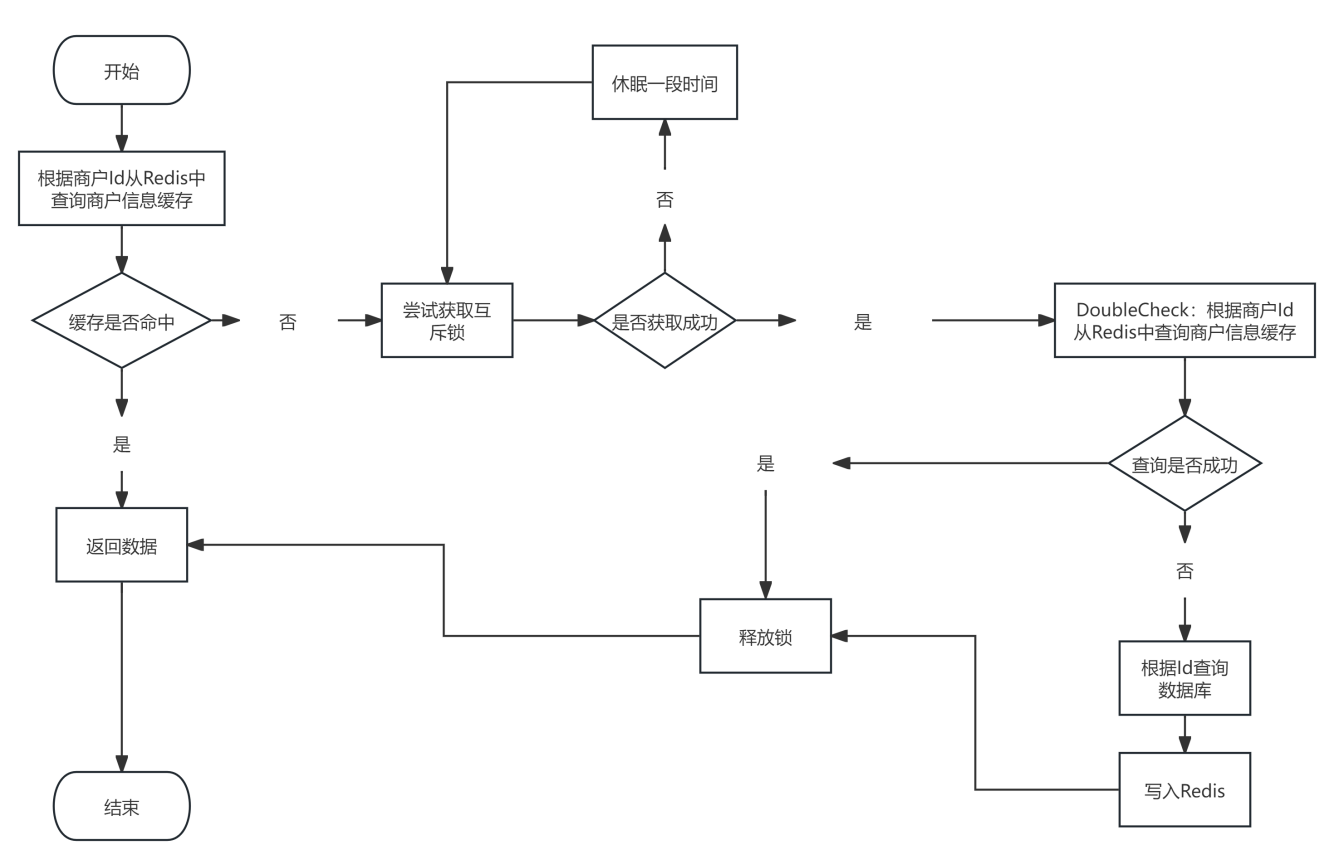 开始
休眠一段时间
根据商户Id从Redis中
查询商户信息缓存
否
缓存是否命中
否
尝试获取互
斥锁
是否获取成功
是
DoubleCheck：根据商户Id
从Redis中查询商户信息缓存
是
是
查询是否成功
返回数据
否
释放锁
根据Id查询
数据库
写入Redis
结束